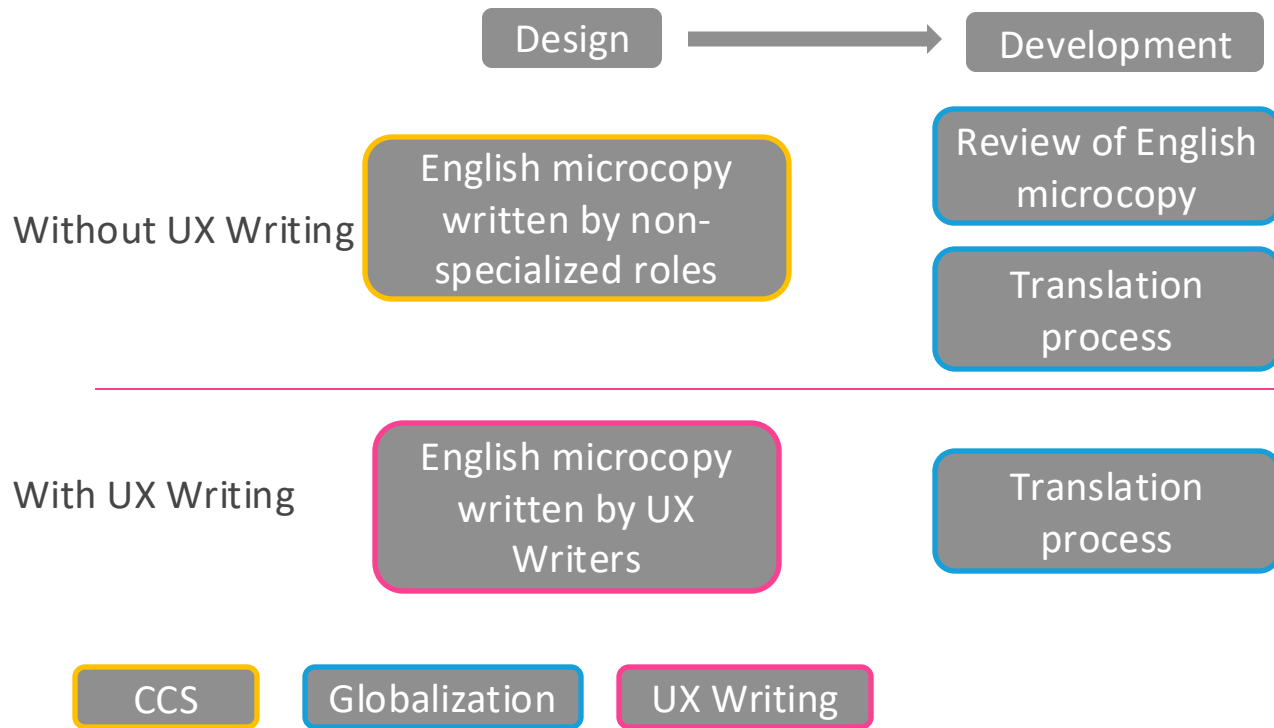 Design
Development
English microcopy
written by non-
specialized roles
Review of English
microcopy
Without UX Writing
Translation
process
English microcopy
written by UX
Writers
With UX Writing
Translation
process
CCS
Globalization
UX Writing